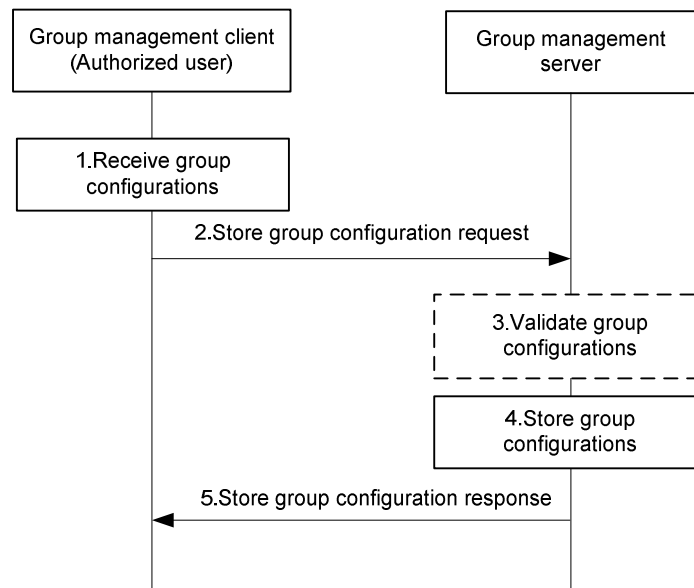 Group management client
(Authorized user)
Group management
server
1.Receive group
configurations
2.Store group configuration request
3.Validate group
configurations
4.Store group
configurations
5.Store group configuration response